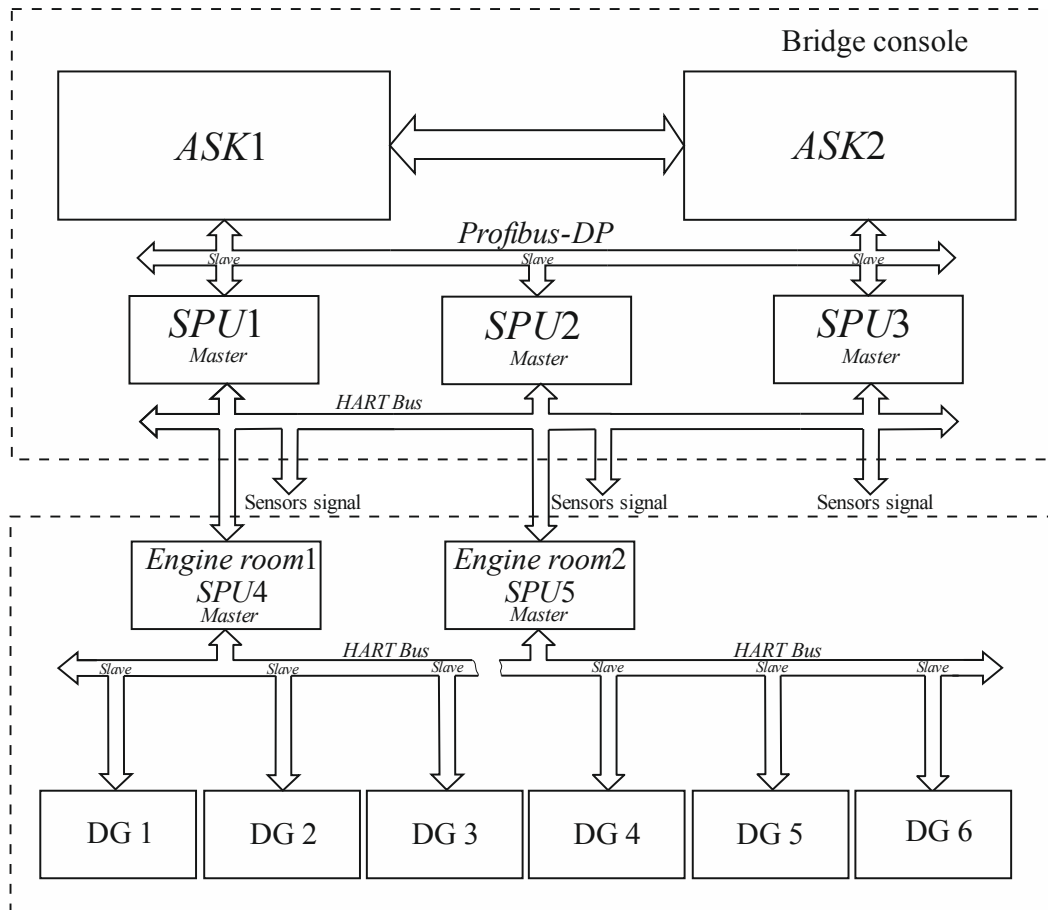 Bridge console
ASK1
ASK2
Profibus-DP
Slave
Slave
Slave
SPU1
Master
SPU2
Master
SPU3
Master
HART Bus
Sensors signal
Sensors signal
Sensors signal
Engine room1
SPU4
Master
Engine room2
SPU5
Master
HART Bus
HART Bus
Slave
Slave
Slave
Slave
Slave
Slave
DG 1
DG 2
DG 3
DG 4
DG 5
DG 6